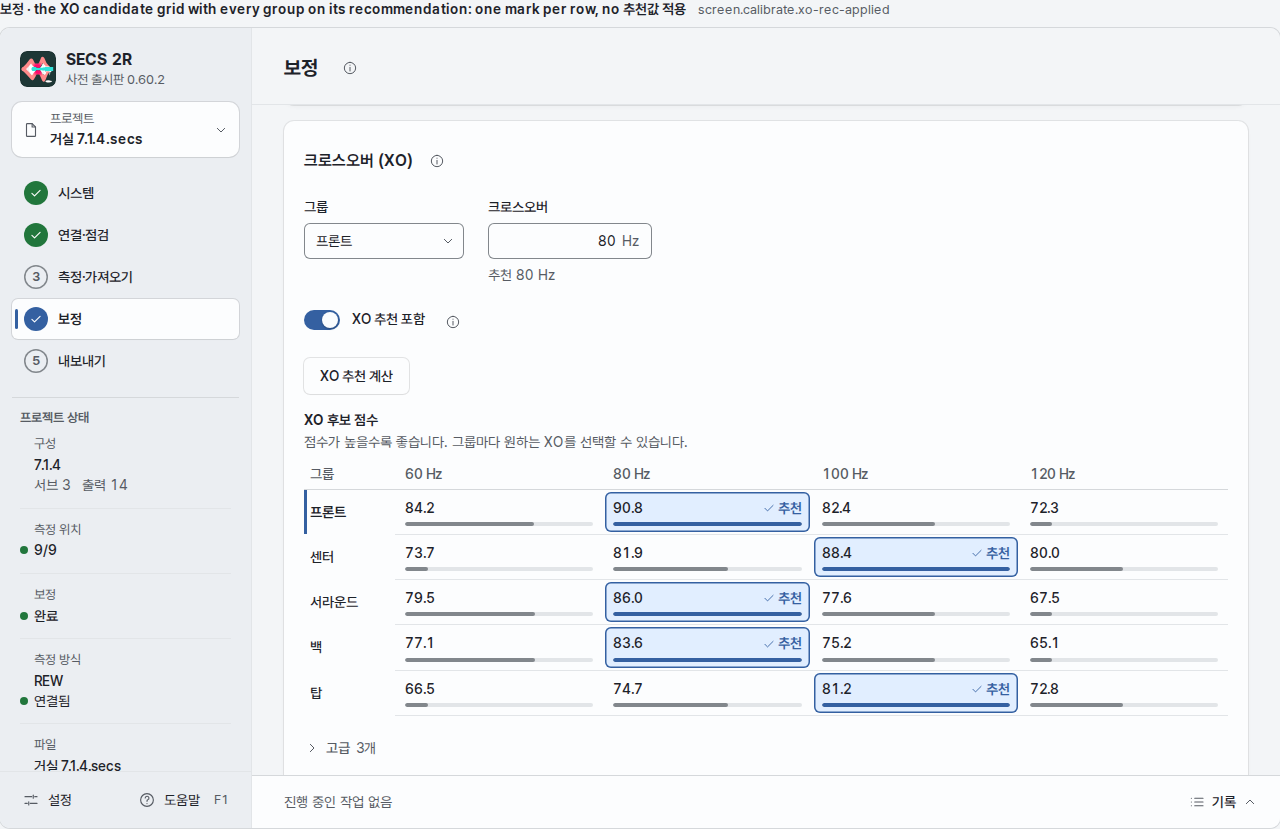 보정 · the XO candidate grid with every group on its recommendation: one mark per row, no 추천값 적용 screen.calibrate.xo-rec-applied
SECS 2R
사전 출시판 0.60.2
프로젝트
거실 7.1.4.secs
시스템
연결·점검
3 측정·가져오기
보정
5 내보내기
프로젝트 상태
구성
7.1.4
서브 3 출력 14
측정 위치
9/9
보정
완료
측정 방식
REW
연결됨
파일
거실 7.1.4.secs
설정 도움말 F1
보정
크로스오버 (XO)
그룹 크로스오버
프론트 80 Hz
추천 80 Hz
XO 추천 포함
XO 추천 계산
XO 후보 점수
점수가 높을수록 좋습니다. 그룹마다 원하는 XO를 선택할 수 있습니다.
그룹 60 Hz 80 Hz 100 Hz 120 Hz
프론트 84.2 90.8 추천 82.4 72.3
센터 73.7 81.9 88.4 추천 80.0
서라운드 79.5 86.0 추천 77.6 67.5
백 77.1 83.6 추천 75.2 65.1
탑 66.5 74.7 81.2 추천 72.8
고급 3개
진행 중인 작업 없음 기록